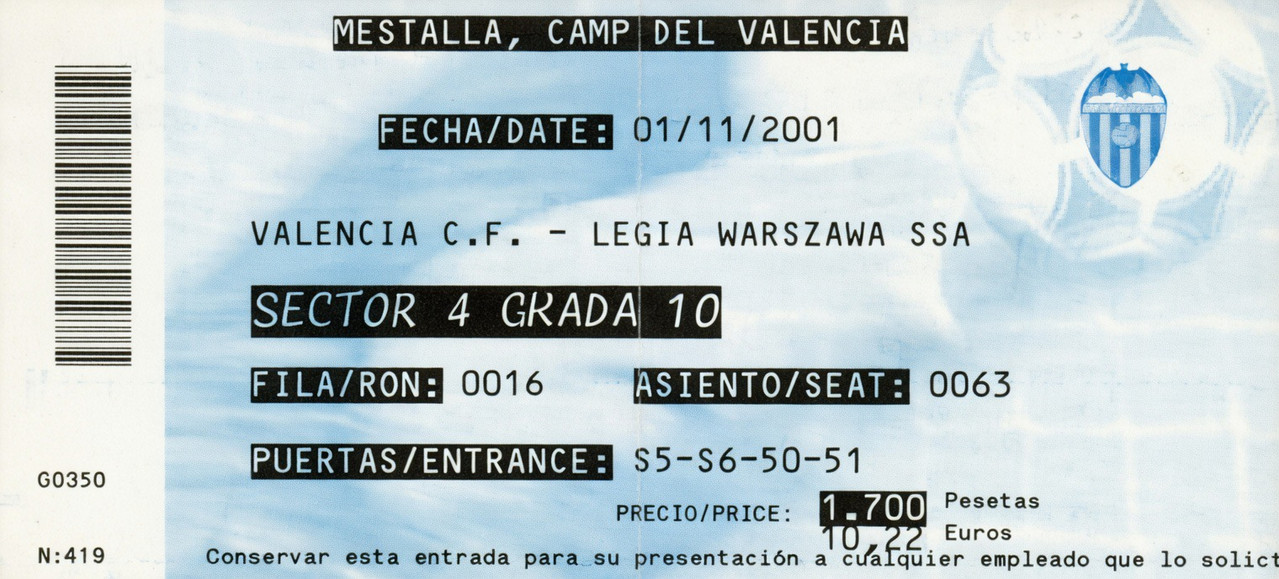 MESTALLA, CAMP DEL VALENCIA
FECHA/DATE: 01/11/2001
VALENCIA C.F. - LEGIA WARSZAWA SSA
SECTOR 4 GRADA 10
FILA/RON: 0016 ASIENTO/SEAT: 0063
PUERTAS/ENTRANCE: S5-S6-50-51
G0350
PRECIO/PRICE: 1.700 Pesetas
10,22 Euros
N:419
Conservar esta entrada para su presentación a cualquier empleado que lo solict